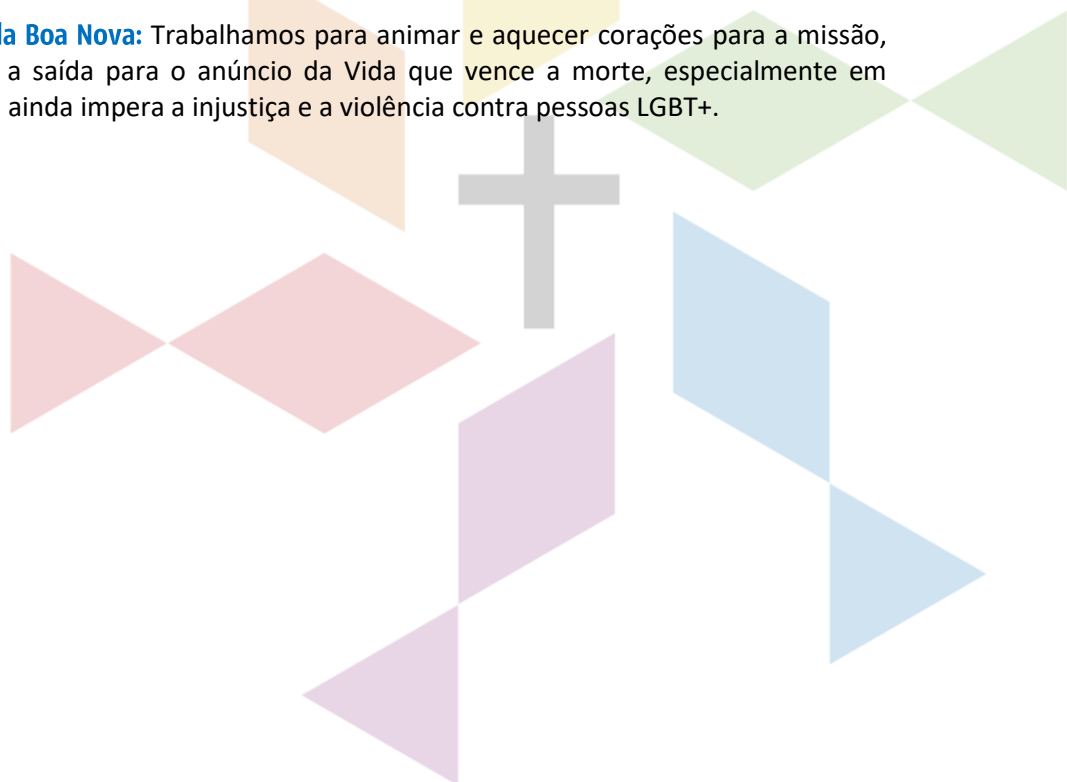 da Boa Nova: Trabalhamos para animar e aquecer corações para a missão,
a saída para o anúncio da Vida que vence a morte, especialmente em
ainda impera a injustiça e a violência contra pessoas LGBT+.